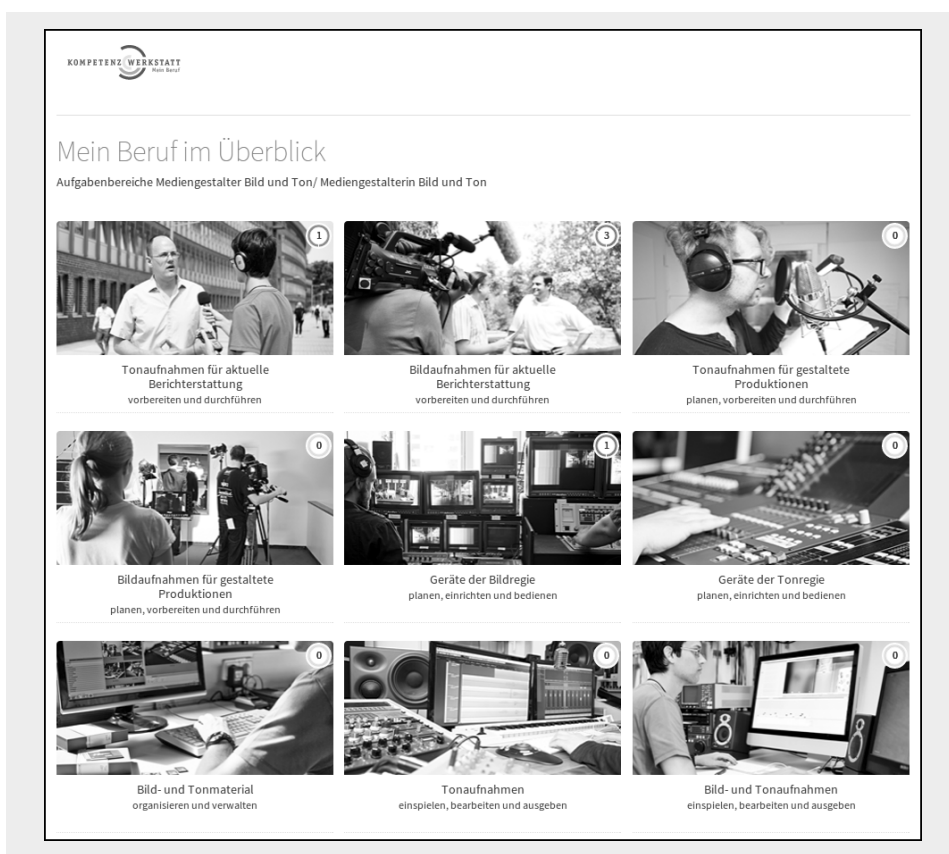 KOMPETENZ WERKSTATT
Mein Beruf
Mein Beruf im Überblick
Aufgabenbereiche Mediengestalter Bild und Ton/ Mediengestalterin Bild und Ton
1
3
0
Tonaufnahmen für aktuelle
Berichterstattung
vorbereiten und durchführen
Bildaufnahmen für aktuelle
Berichterstattung
vorbereiten und durchführen
Tonaufnahmen für gestaltete
Produktionen
planen, vorbereiten und durchführen
0
1
0
Bildaufnahmen für gestaltete
Produktionen
planen, vorbereiten und durchführen
Geräte der Bildregie
planen, einrichten und bedienen
Geräte der Tonregie
planen, einrichten und bedienen
0
0
0
Bild- und Tonmaterial
organisieren und verwalten
Tonaufnahmen
einspielen, bearbeiten und ausgeben
Bild- und Tonaufnahmen
einspielen, bearbeiten und ausgeben